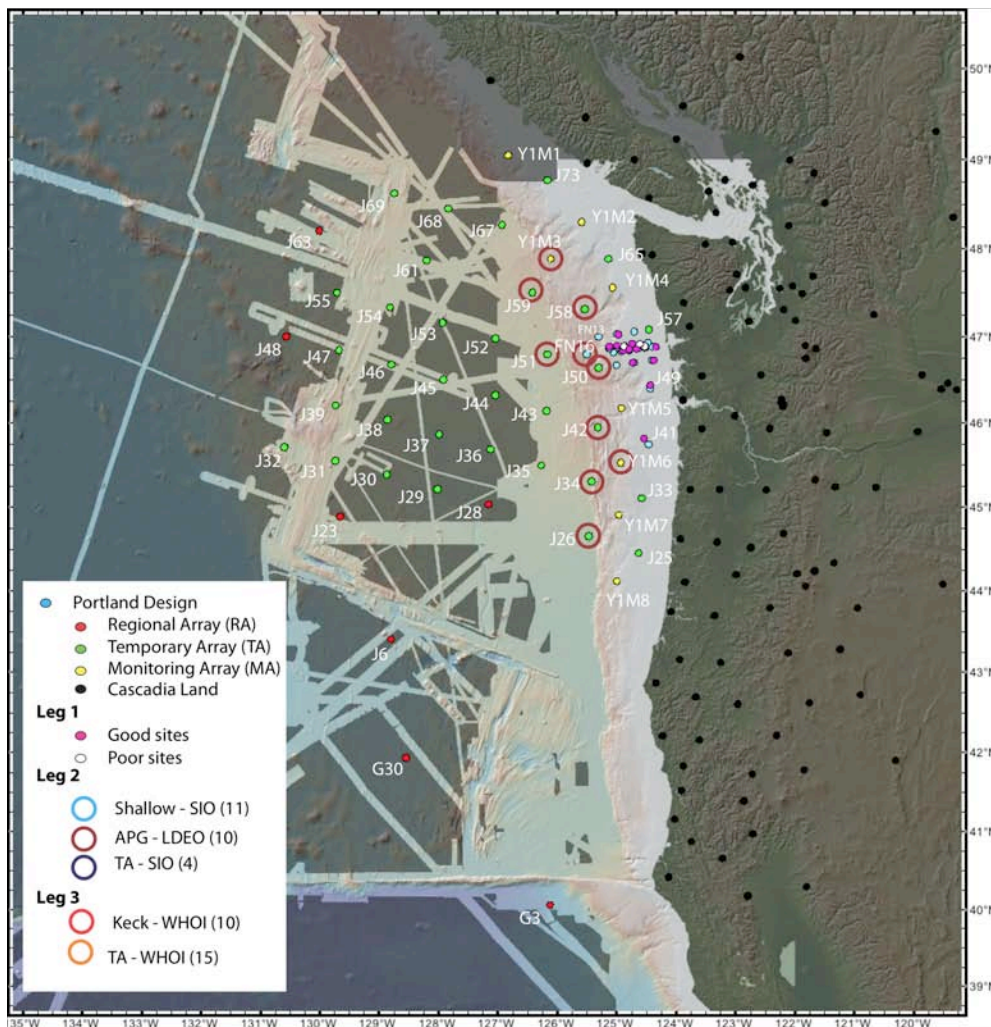 50°N
Y1M1
49°N
J73
J69
J68
Y1M2
J67
J63
Y1M3
48°N
J65
J61
Y1M4
J59
J55
J58
J54
J57
J53
FN13
47°N
J48
J52
FN16
J47
J51
J46
J50
J45
J49
J44
J39
J43
Y1M5
46°N
J38
J42
J41
J37
J32
J36
Y1M6
J31
J35
J30
J34
J33
J29
45°N
J28
J23
Y1M7
J26
J25
44°N
Y1M8
Portland Design
Regional Array (RA)
J6
Temporary Array (TA)
Monitoring Array (MA)
43°N
Cascadia Land
Leg 1
Good sites
Poor sites
42°N
G30
Leg 2
Shallow - SIO (11)
APG - LDEO (10)
41°N
TA - SIO (4)
Leg 3
Keck - WHOI (10)
G3
40°N
TA - WHOI (15)
39°N
135°W 134°W 133°W 132°W 131°W 130°W 129°W 128°W 127°W 126°W 125°W 124°W 123°W 122°W 121°W 120°W